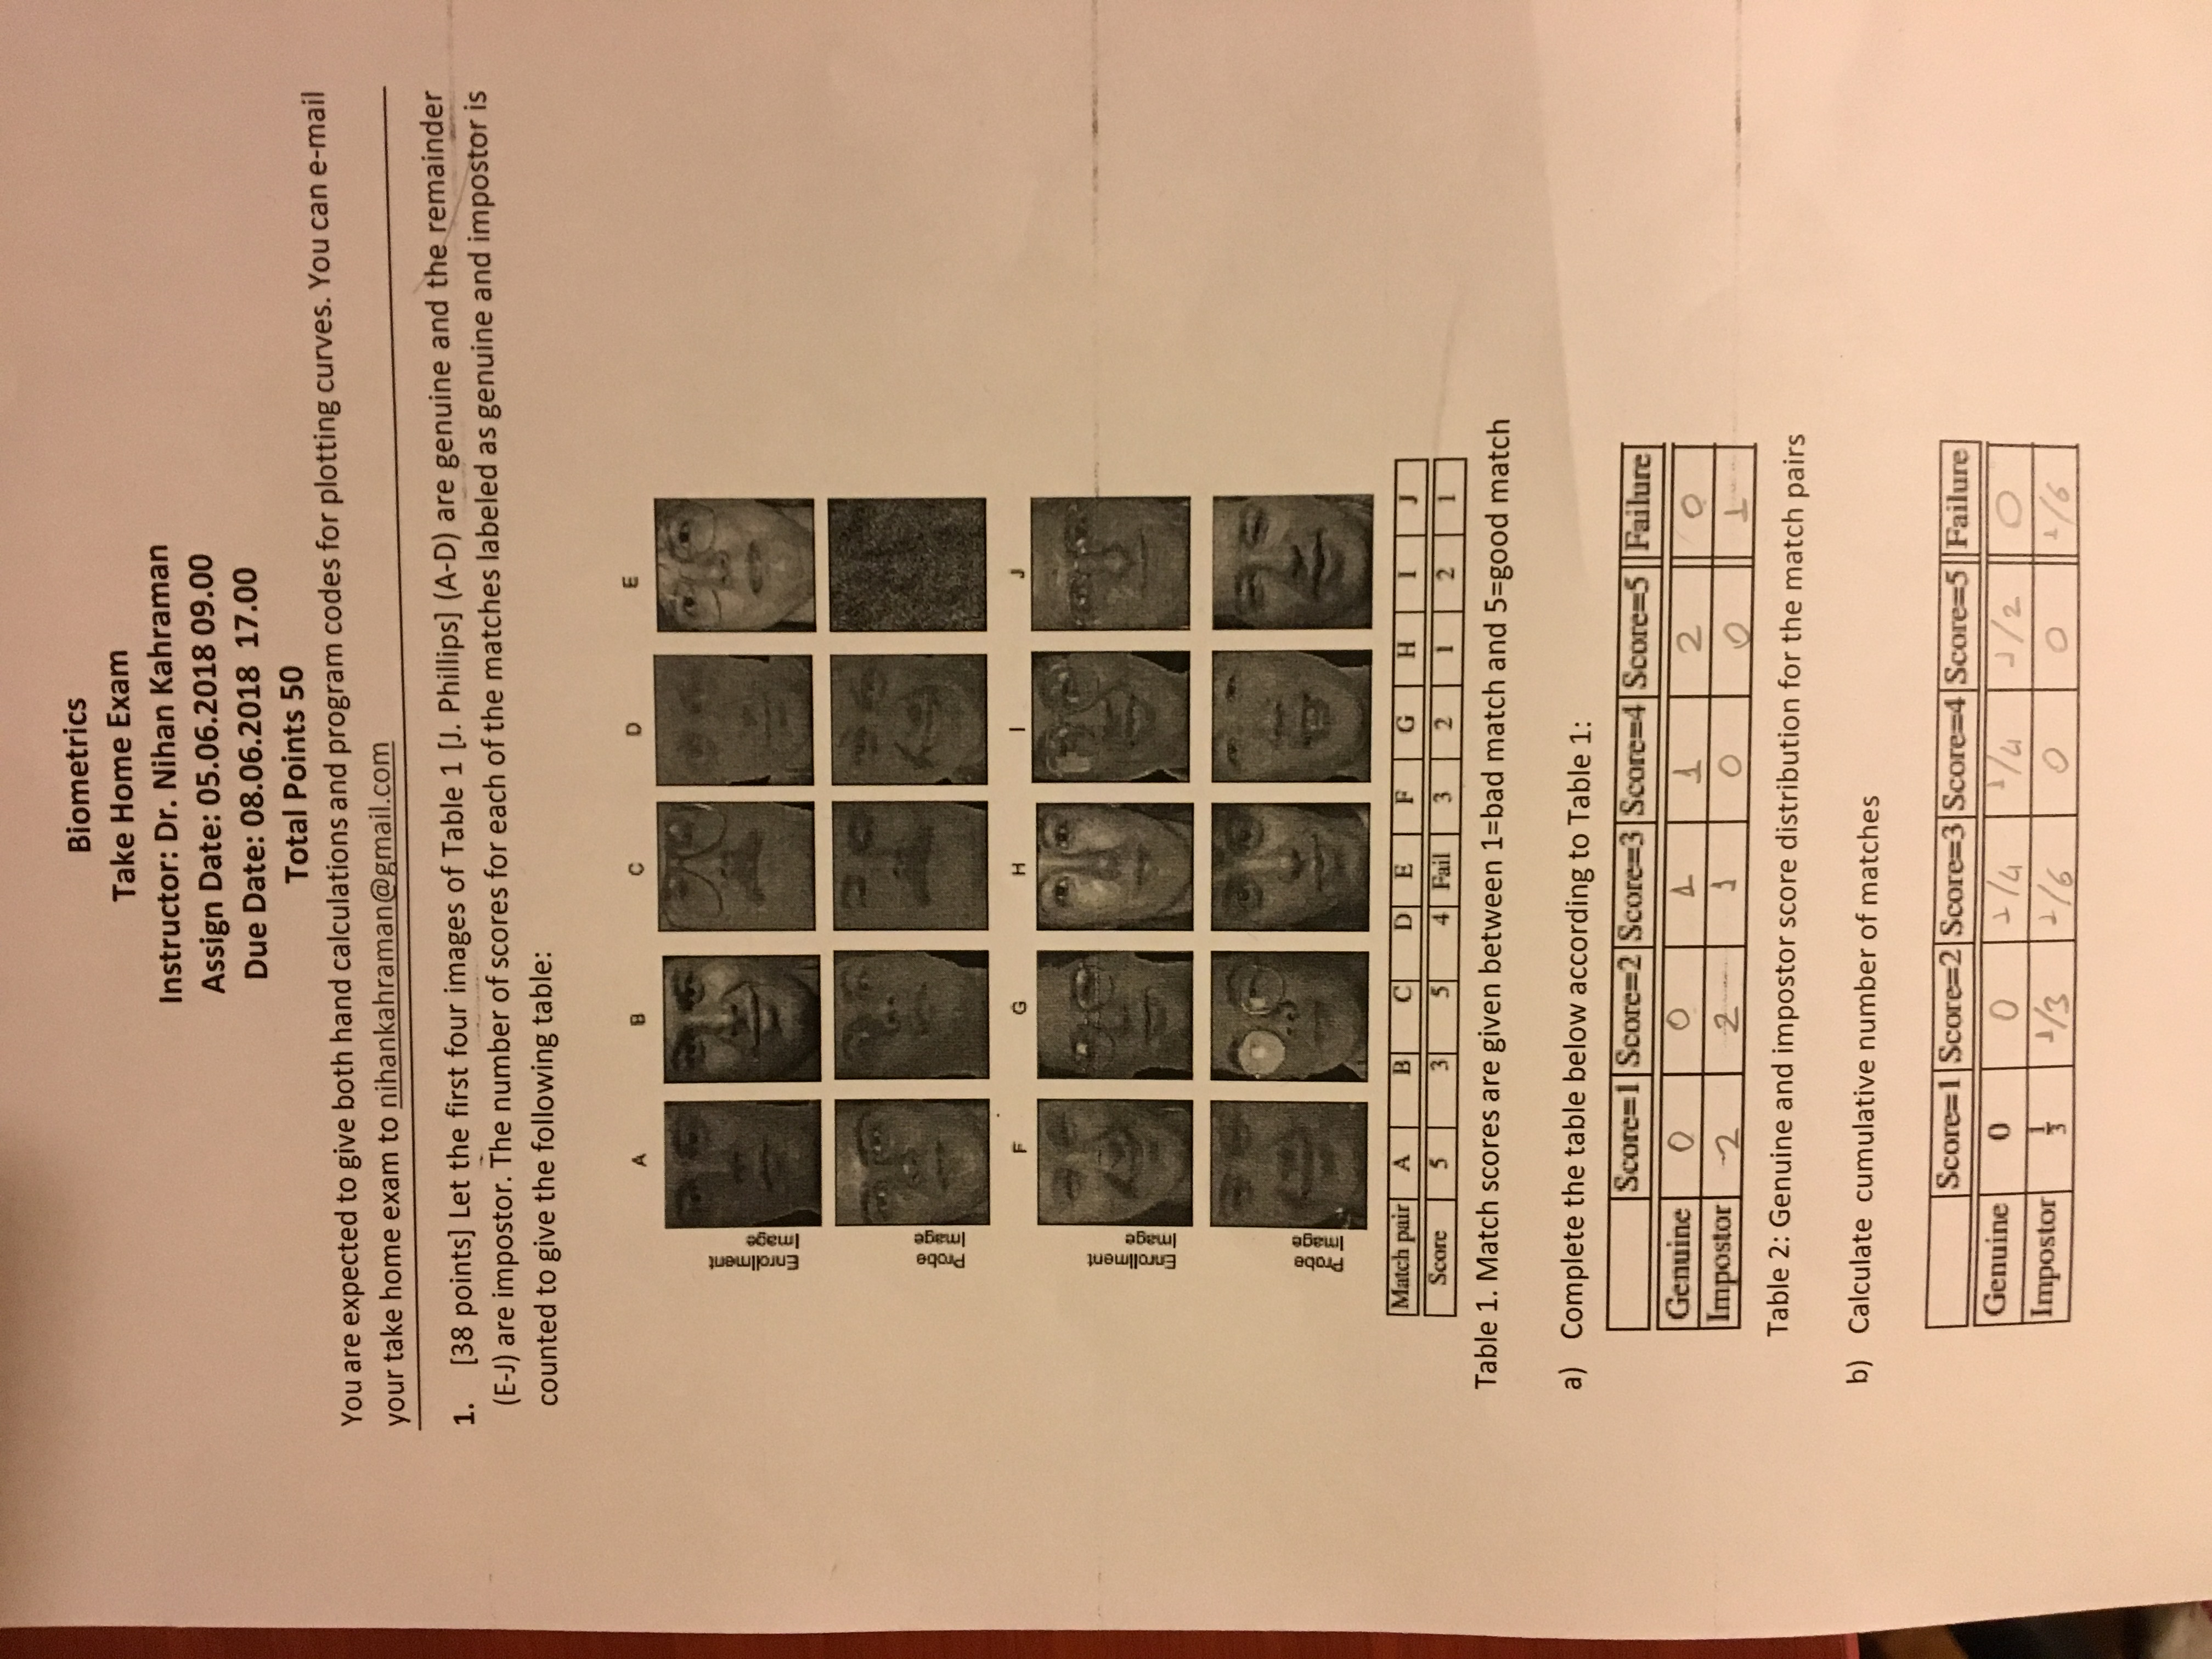 Biometrics
Take Home Exam
Instructor: Dr. Nihan Kahraman
Assign Date: 05.06.2018 09.00
Due Date: 08.06.2018 17.00
Total Points 50
You are expected to give both hand calculations and program codes for plotting curves. You can e-mail
your take home exam to nihankahraman@gmail.com
1. [38 points] Let the first four images of Table 1 [J. Phillips] (A-D) are genuine and the remainder
(E-J) are impostor. The number of scores for each of the matches labeled as genuine and impostor is
counted to give the following table:
A B C D E
Enrollment
Image
Probe
Image
F G H I J
Enrollment
Image
Probe
Image
Match pair A B C D E F G H I J
Score 5 3 5 4 Fail 3 2 1 2 1
Table 1. Match scores are given between 1=bad match and 5=good match
a) Complete the table below according to Table 1:
Score=1 Score=2 Score=3 Score=4 Score=5 Failure
Genuine 0 0 1 1 2 0
Impostor 2 2 1 0 0 1
Table 2: Genuine and impostor score distribution for the match pairs
b) Calculate cumulative number of matches
Score=1 Score=2 Score=3 Score=4 Score=5 Failure
Genuine 0 0 1/4 1/4 1/2 0
Impostor 1/3 1/3 1/6 0 0 1/6